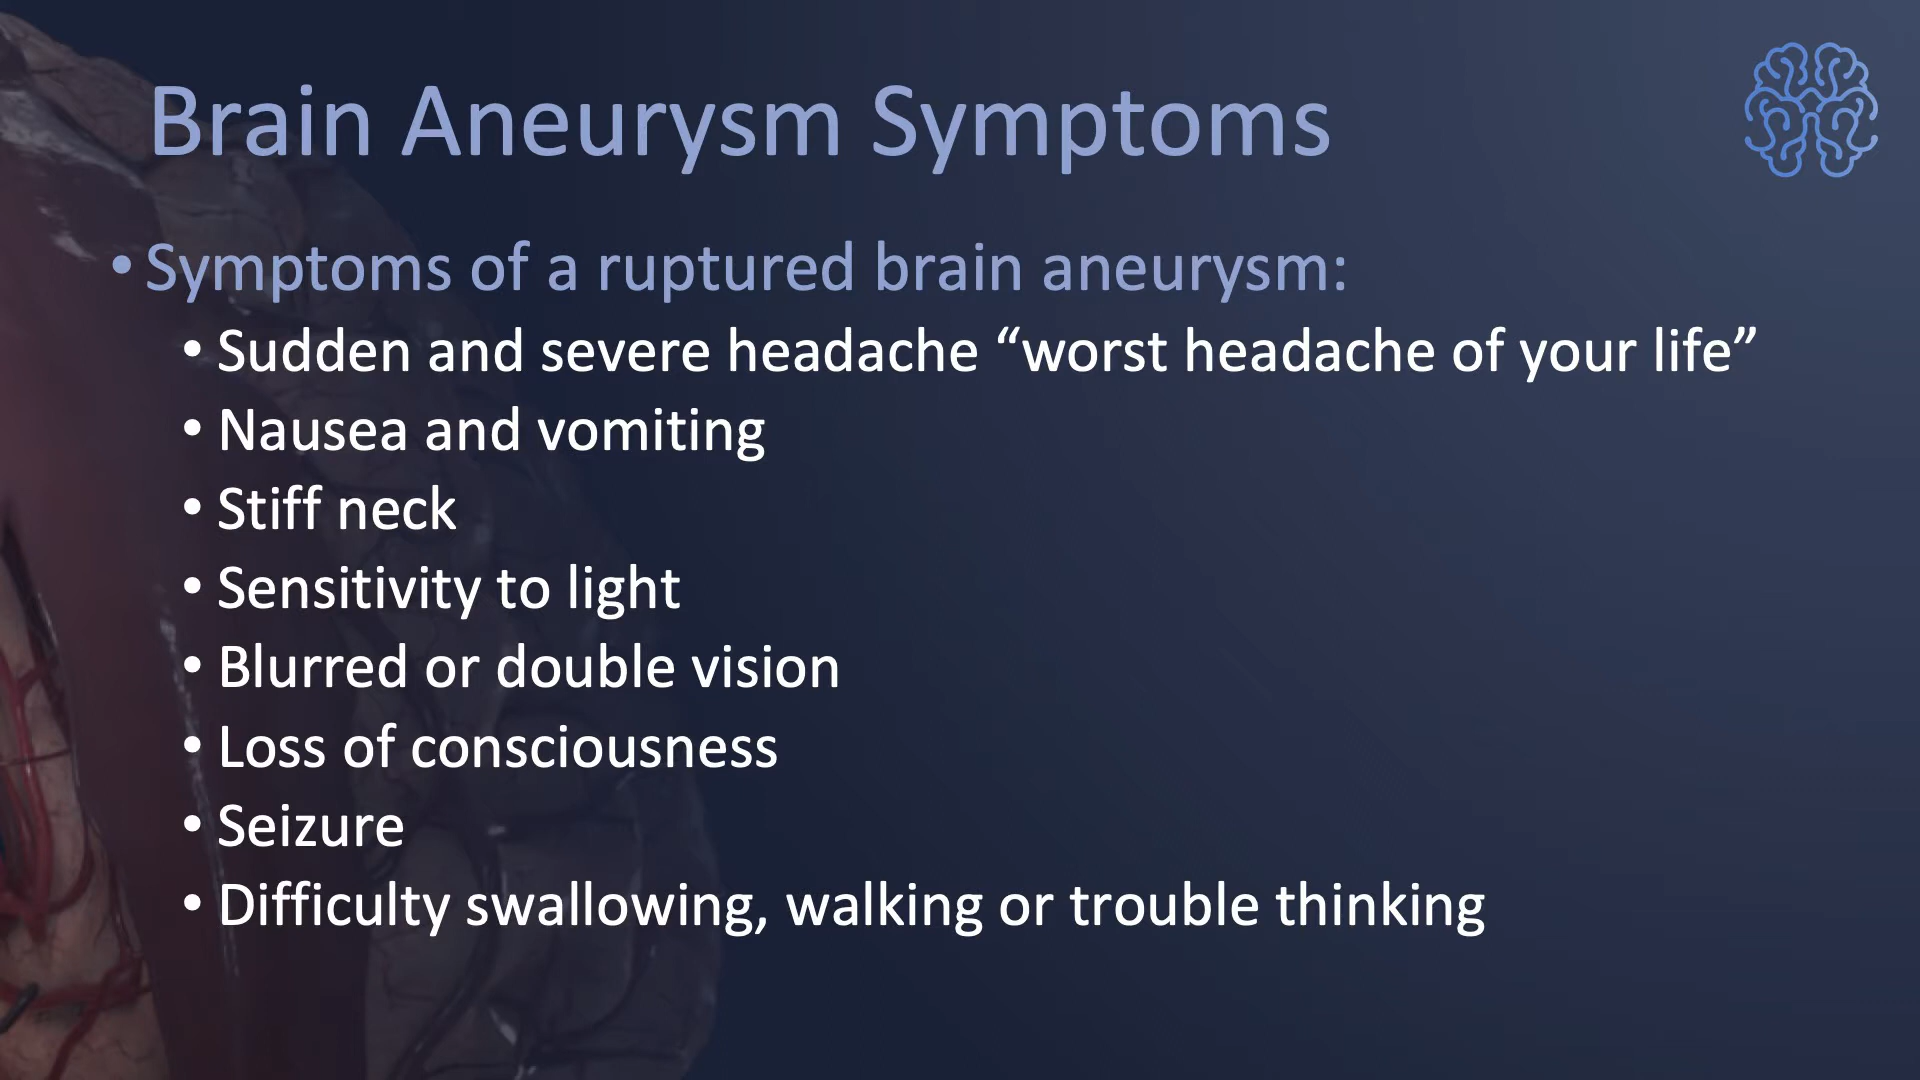 Brain Aneurysm Symptoms
• Symptoms of a ruptured brain aneurysm:
• Sudden and severe headache “worst headache of your life”
• Nausea and vomiting
• Stiff neck
• Sensitivity to light
• Blurred or double vision
• Loss of consciousness
• Seizure
• Difficulty swallowing, walking or trouble thinking